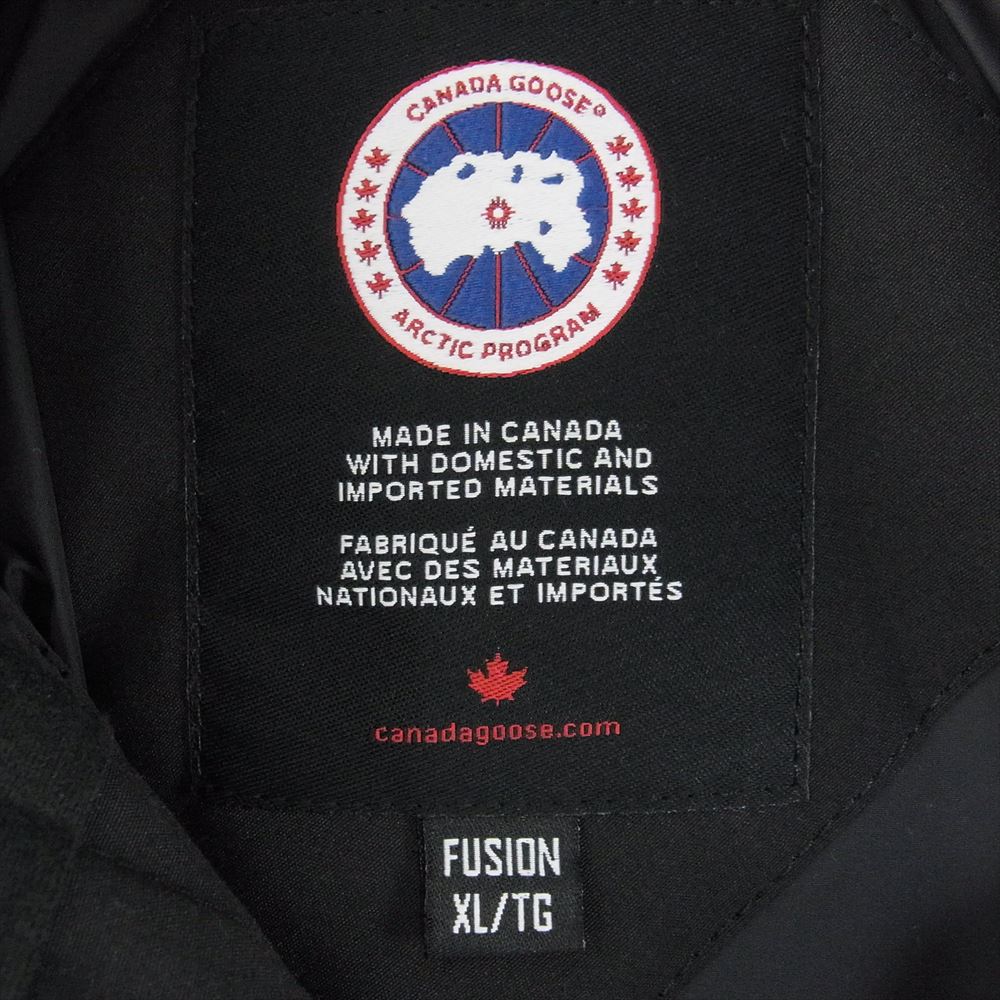 CANADA GOOSE®
ARCTIC PROGRAM
MADE IN CANADA
WITH DOMESTIC AND
IMPORTED MATERIALS
FABRIQUÉ AU CANADA
AVEC DES MATERIAUX
NATIONAUX ET IMPORTÉS
canadagoose.com
FUSION
XL/TG